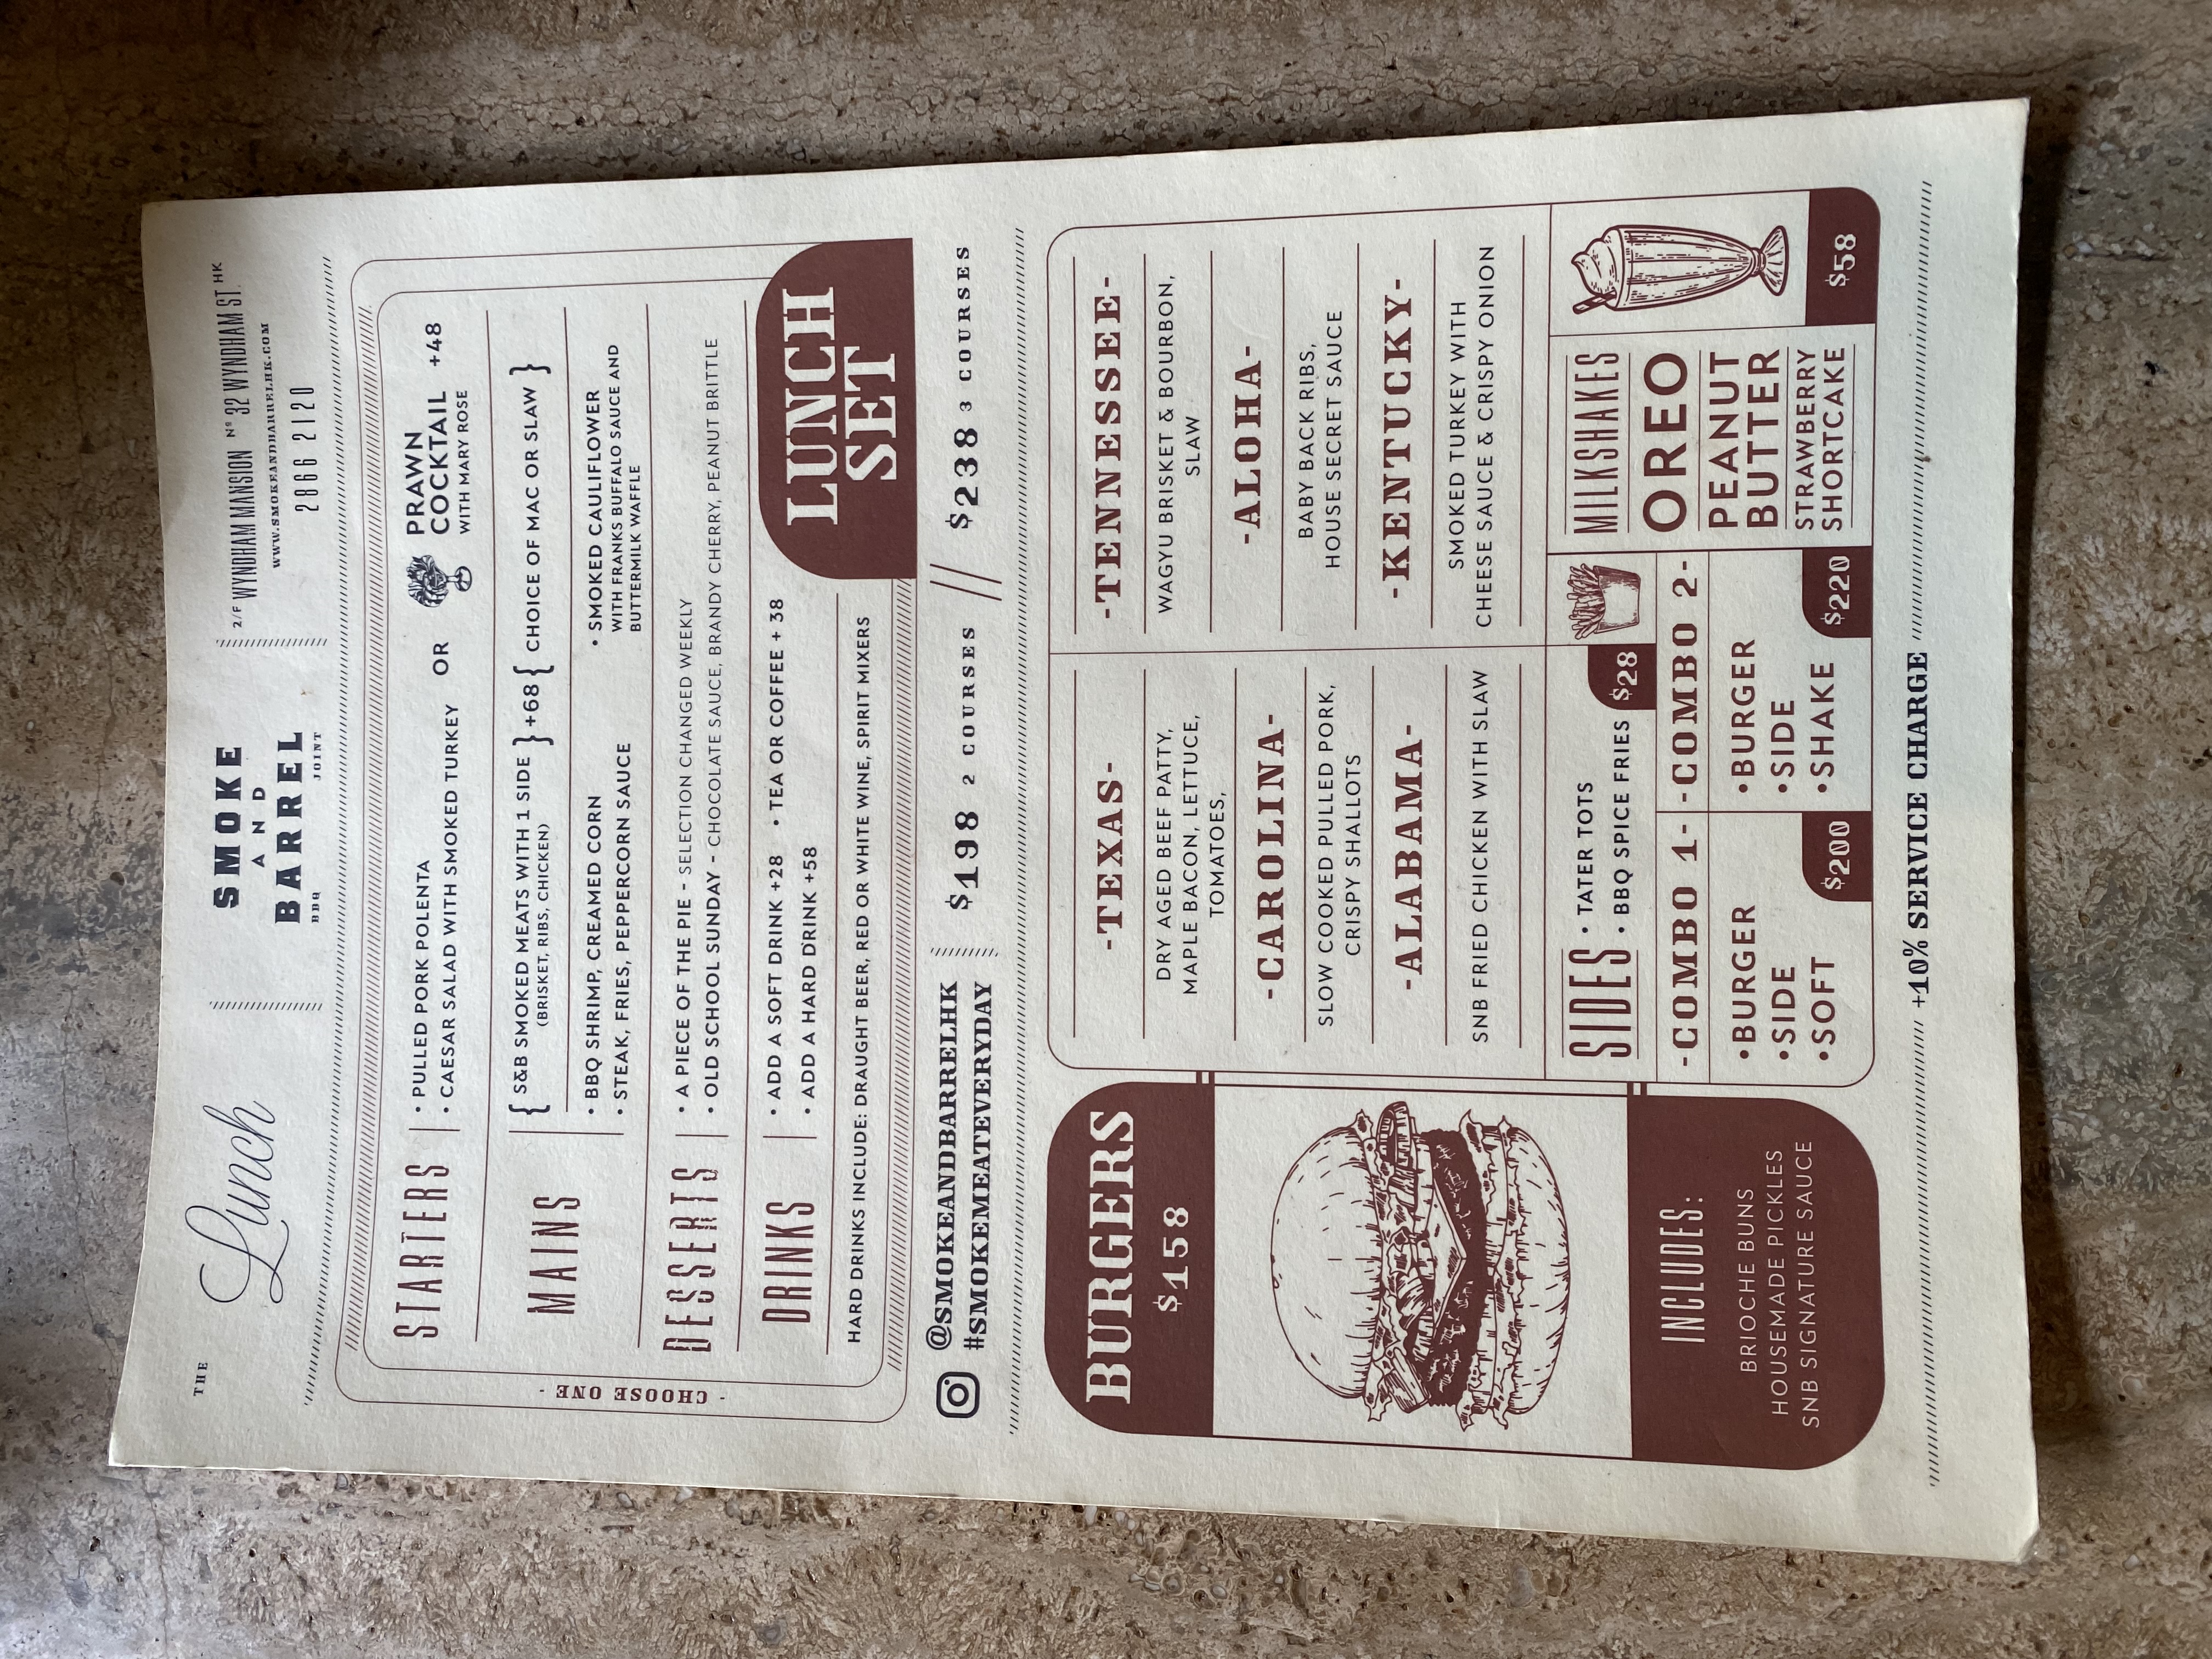 THE
Lunch
SMOKE
AND
BARREL
BBQ JOINT
2/F WYNDHAM MANSION Nº 32 WYNDHAM ST. HK
WWW.SMOKEANDBARRELHK.COM
2866 2120
- CHOOSE ONE -
STARTERS
• PULLED PORK POLENTA
• CAESAR SALAD WITH SMOKED TURKEY
OR
PRAWN
COCKTAIL +48
WITH MARY ROSE
MAINS
{ S&B SMOKED MEATS WITH 1 SIDE } +68 { CHOICE OF MAC OR SLAW }
(BRISKET, RIBS, CHICKEN)
• BBQ SHRIMP, CREAMED CORN
• STEAK, FRIES, PEPPERCORN SAUCE
• SMOKED CAULIFLOWER
WITH FRANKS BUFFALO SAUCE AND
BUTTERMILK WAFFLE
DESSERTS
• A PIECE OF THE PIE - SELECTION CHANGED WEEKLY
• OLD SCHOOL SUNDAY - CHOCOLATE SAUCE, BRANDY CHERRY, PEANUT BRITTLE
DRINKS
• ADD A SOFT DRINK +28 • TEA OR COFFEE + 38
• ADD A HARD DRINK +58
HARD DRINKS INCLUDE: DRAUGHT BEER, RED OR WHITE WINE, SPIRIT MIXERS
LUNCH
SET
@SMOKEANDBARRELHK
#SMOKEMEATEVERYDAY
$198 2 COURSES // $238 3 COURSES
BURGERS
$158
INCLUDES:
BRIOCHE BUNS
HOUSEMADE PICKLES
SNB SIGNATURE SAUCE
-TEXAS-
DRY AGED BEEF PATTY,
MAPLE BACON, LETTUCE,
TOMATOES,
-CAROLINA-
SLOW COOKED PULLED PORK,
CRISPY SHALLOTS
-ALABAMA-
SNB FRIED CHICKEN WITH SLAW
-TENNESSEE-
WAGYU BRISKET & BOURBON,
SLAW
-ALOHA-
BABY BACK RIBS,
HOUSE SECRET SAUCE
-KENTUCKY-
SMOKED TURKEY WITH
CHEESE SAUCE & CRISPY ONION
SIDES
• TATER TOTS
• BBQ SPICE FRIES
$28
-COMBO 1-
•BURGER
•SIDE
•SOFT
$200
-COMBO 2-
•BURGER
•SIDE
•SHAKE
$220
MILKSHAKES
OREO
PEANUT
BUTTER
STRAWBERRY
SHORTCAKE
$58
+10% SERVICE CHARGE